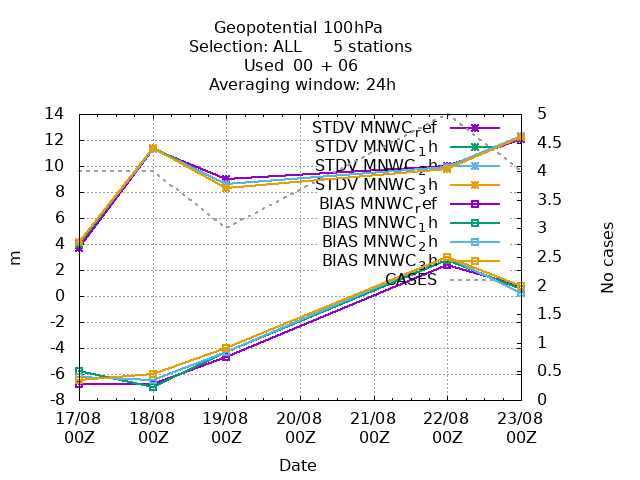 Geopotential 100hPa
Selection: ALL 5 stations
Used 00 + 06
Averaging window: 24h
STDV MNWC_ref
STDV MNWC_1h
STDV MNWC_2h
STDV MNWC_3h
BIAS MNWC_ref
BIAS MNWC_1h
BIAS MNWC_2h
BIAS MNWC_3h
CASES
14
12
10
8
6
4
2
0
-2
-4
-6
-8
m
5
4.5
4
3.5
3
2.5
2
1.5
1
0.5
0
No cases
17/08 18/08 19/08 20/08 21/08 22/08 23/08
00Z 00Z 00Z 00Z 00Z 00Z 00Z
Date